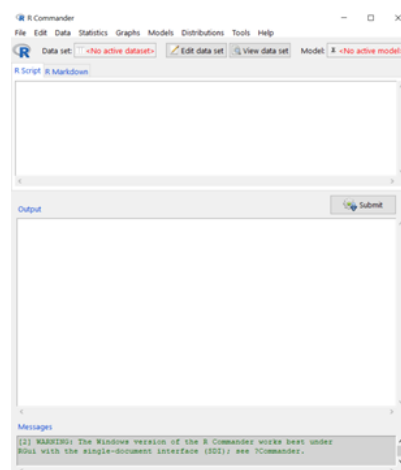 R Commander
File Edit Data Statistics Graphs Models Distributions Tools Help
R Data set: <No active dataset> Edit data set View data set Model: Σ <No active model>
R Script R Markdown
Output Submit
Messages
[2] WARNING: The Windows version of the R Commander works best under
RGui with the single-document interface (SDI); see ?Commander.